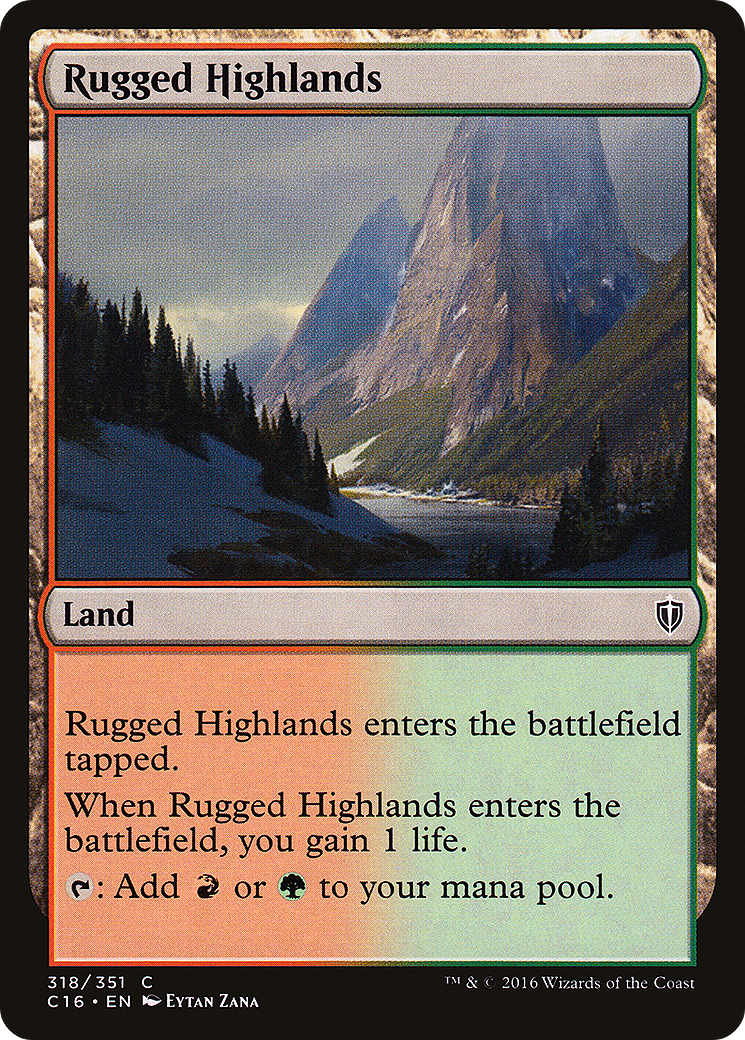 Rugged Highlands
Land
Rugged Highlands enters the battlefield
tapped.
When Rugged Highlands enters the
battlefield, you gain 1 life.
: Add or to your mana pool.
318/351 C
C16 • EN EYTAN ZANA
™ & © 2016 Wizards of the Coast